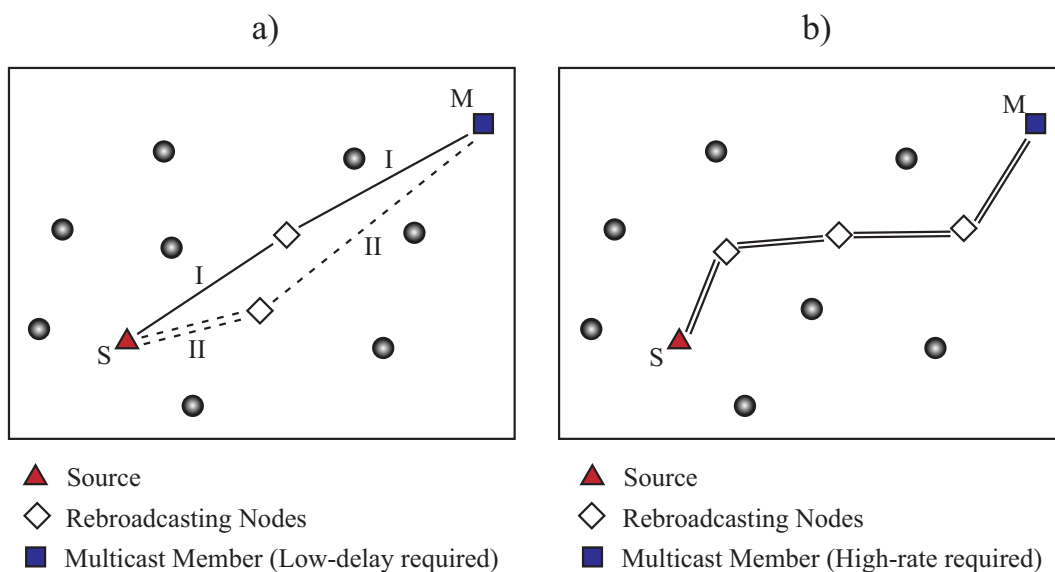 a)
M
I
I
II
II
S
Source
Rebroadcasting Nodes
Multicast Member (Low-delay required)
b)
M
S
Source
Rebroadcasting Nodes
Multicast Member (High-rate required)